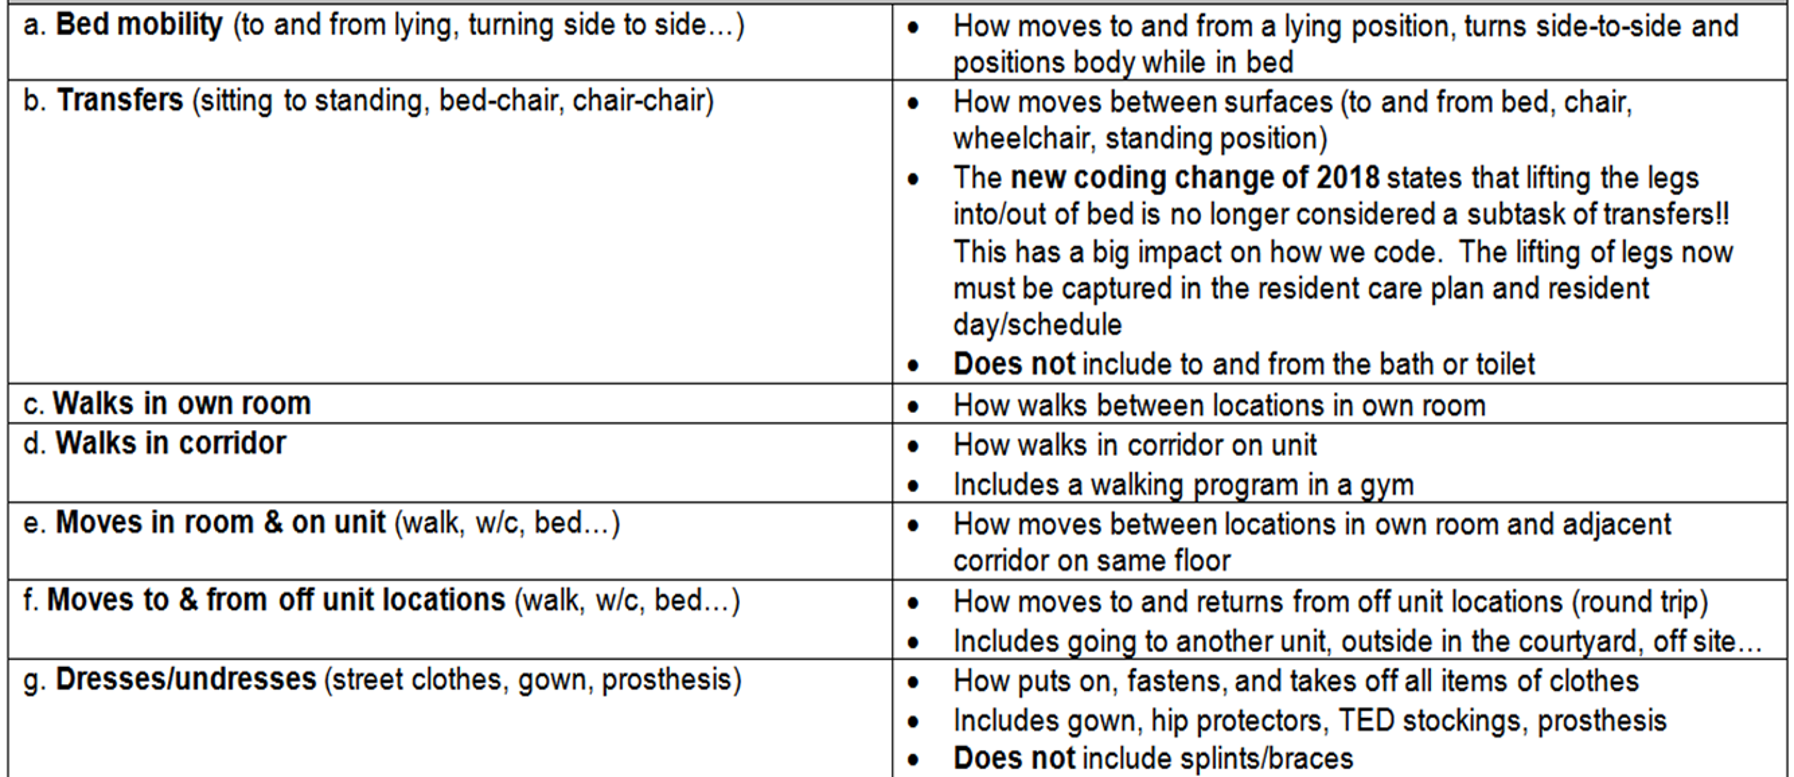 a. Bed mobility (to and from lying, turning side to side…)
• How moves to and from a lying position, turns side-to-side and
positions body while in bed
b. Transfers (sitting to standing, bed-chair, chair-chair)
• How moves between surfaces (to and from bed, chair,
wheelchair, standing position)
• The new coding change of 2018 states that lifting the legs
into/out of bed is no longer considered a subtask of transfers!!
This has a big impact on how we code.  The lifting of legs now
must be captured in the resident care plan and resident
day/schedule
• Does not include to and from the bath or toilet
c. Walks in own room
• How walks between locations in own room
d. Walks in corridor
• How walks in corridor on unit
• Includes a walking program in a gym
e. Moves in room & on unit (walk, w/c, bed…)
• How moves between locations in own room and adjacent
corridor on same floor
f. Moves to & from off unit locations (walk, w/c, bed…)
• How moves to and returns from off unit locations (round trip)
• Includes going to another unit, outside in the courtyard, off site…
g. Dresses/undresses (street clothes, gown, prosthesis)
• How puts on, fastens, and takes off all items of clothes
• Includes gown, hip protectors, TED stockings, prosthesis
• Does not include splints/braces